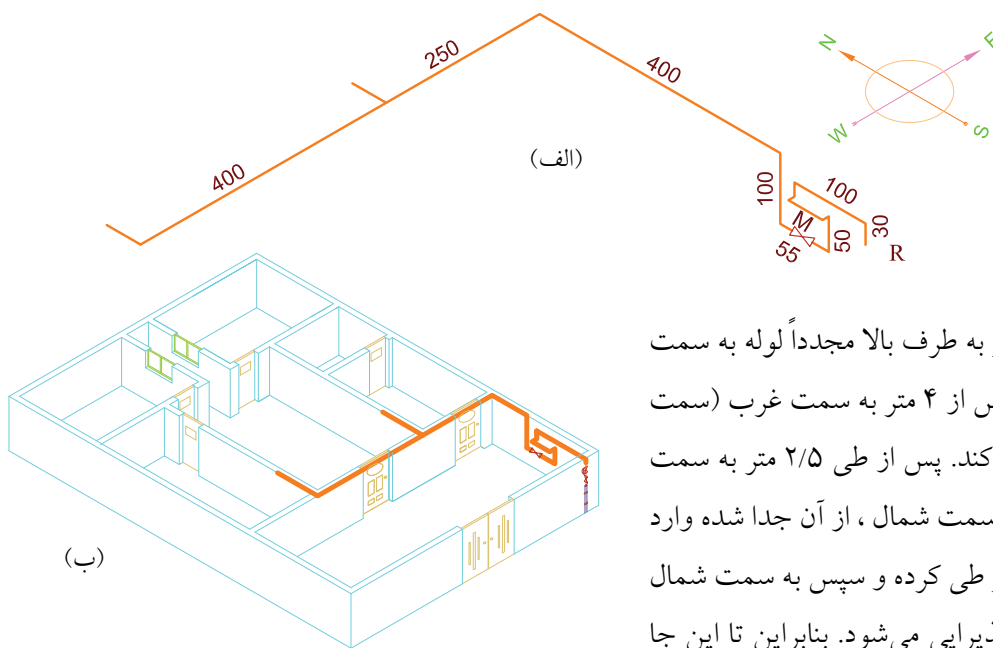 N
E
W
S
250
400
400
(الف)
100
100
M
50
30
55
R
(ب)
ر به طرف بالا مجدداً لوله به سمت
س از ۴ متر به سمت غرب (سمت
کند. پس از طی ۲/۵ متر به سمت
سمت شمال ، از آن جدا شده وارد
ر طی کرده و سپس به سمت شمال
ذیرایی می‌شود. بنابراین تا این جا